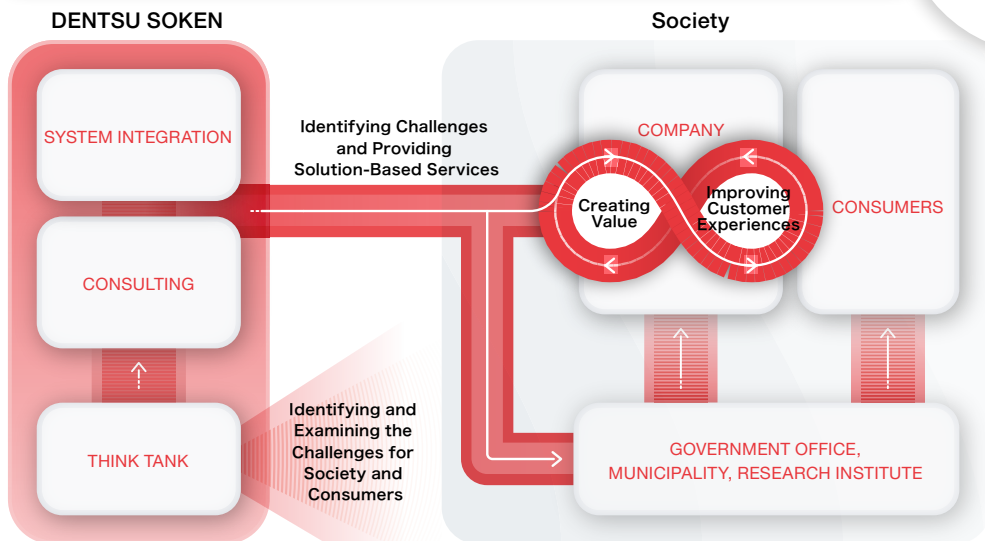 DENTSU SOKEN
SYSTEM INTEGRATION
CONSULTING
THINK TANK
Identifying Challenges
and Providing
Solution-Based Services
Identifying and
Examining the
Challenges for
Society and
Consumers
Society
COMPANY
Creating
Value
Improving
Customer
Experiences
CONSUMERS
GOVERNMENT OFFICE,
MUNICIPALITY, RESEARCH INSTITUTE